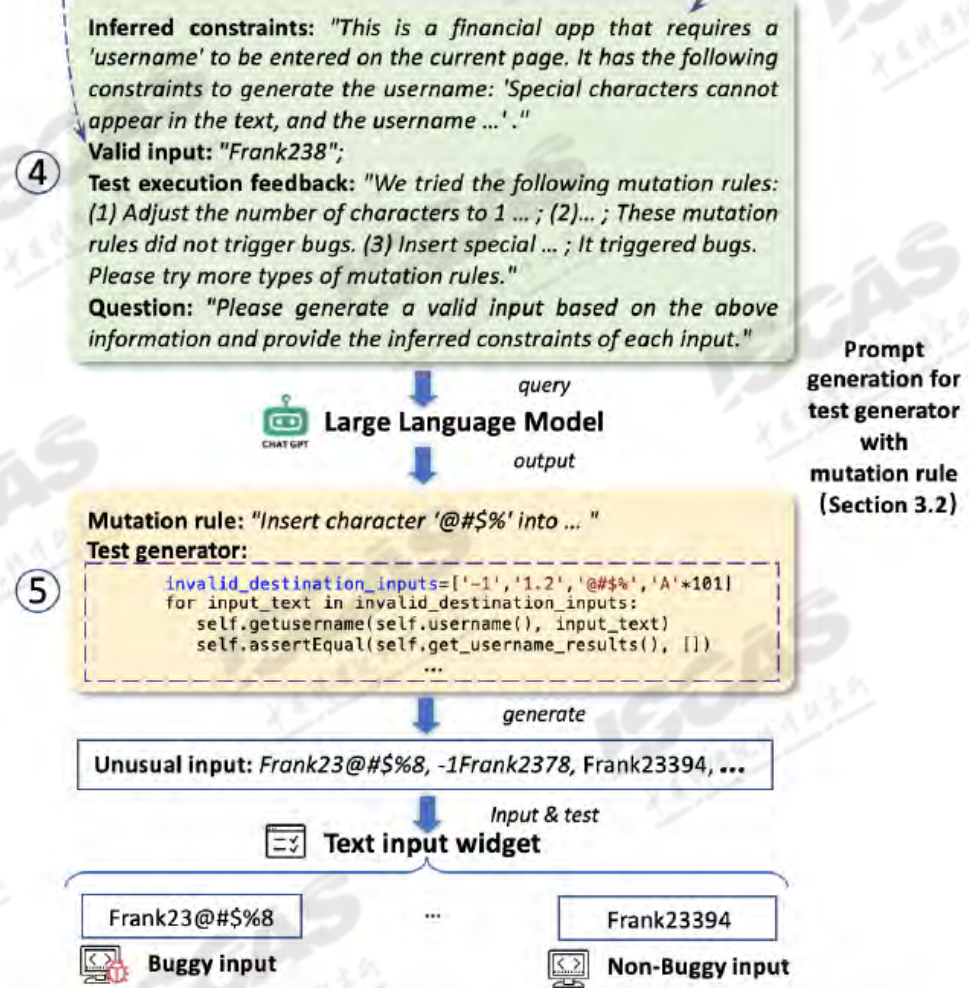 Inferred constraints: "This is a financial app that requires a
'username' to be entered on the current page. It has the following
constraints to generate the username: 'Special characters cannot
appear in the text, and the username ...' ."
④
Valid input: "Frank238";
Test execution feedback: "We tried the following mutation rules:
(1) Adjust the number of characters to 1 ... ; (2)... ; These mutation
rules did not trigger bugs. (3) Insert special ... ; It triggered bugs.
Please try more types of mutation rules."
Question: "Please generate a valid input based on the above
information and provide the inferred constraints of each input."
query
CHAT GPT
Large Language Model
output
Prompt
generation for
test generator
with
mutation rule
(Section 3.2)
Mutation rule: "Insert character '@#$%' into ... "
Test generator:
⑤
invalid_destination_inputs=['-1','1.2','@#$%','A'*101]
for input_text in invalid_destination_inputs:
self.getusername(self.username(), input_text)
self.assertEqual(self.get_username_results(), [])
...
generate
Unusual input: Frank23@#$%8, -1Frank2378, Frank23394, ...
Input & test
Text input widget
Frank23@#$%8
...
Frank23394
Buggy input
Non-Buggy input
ISCAS